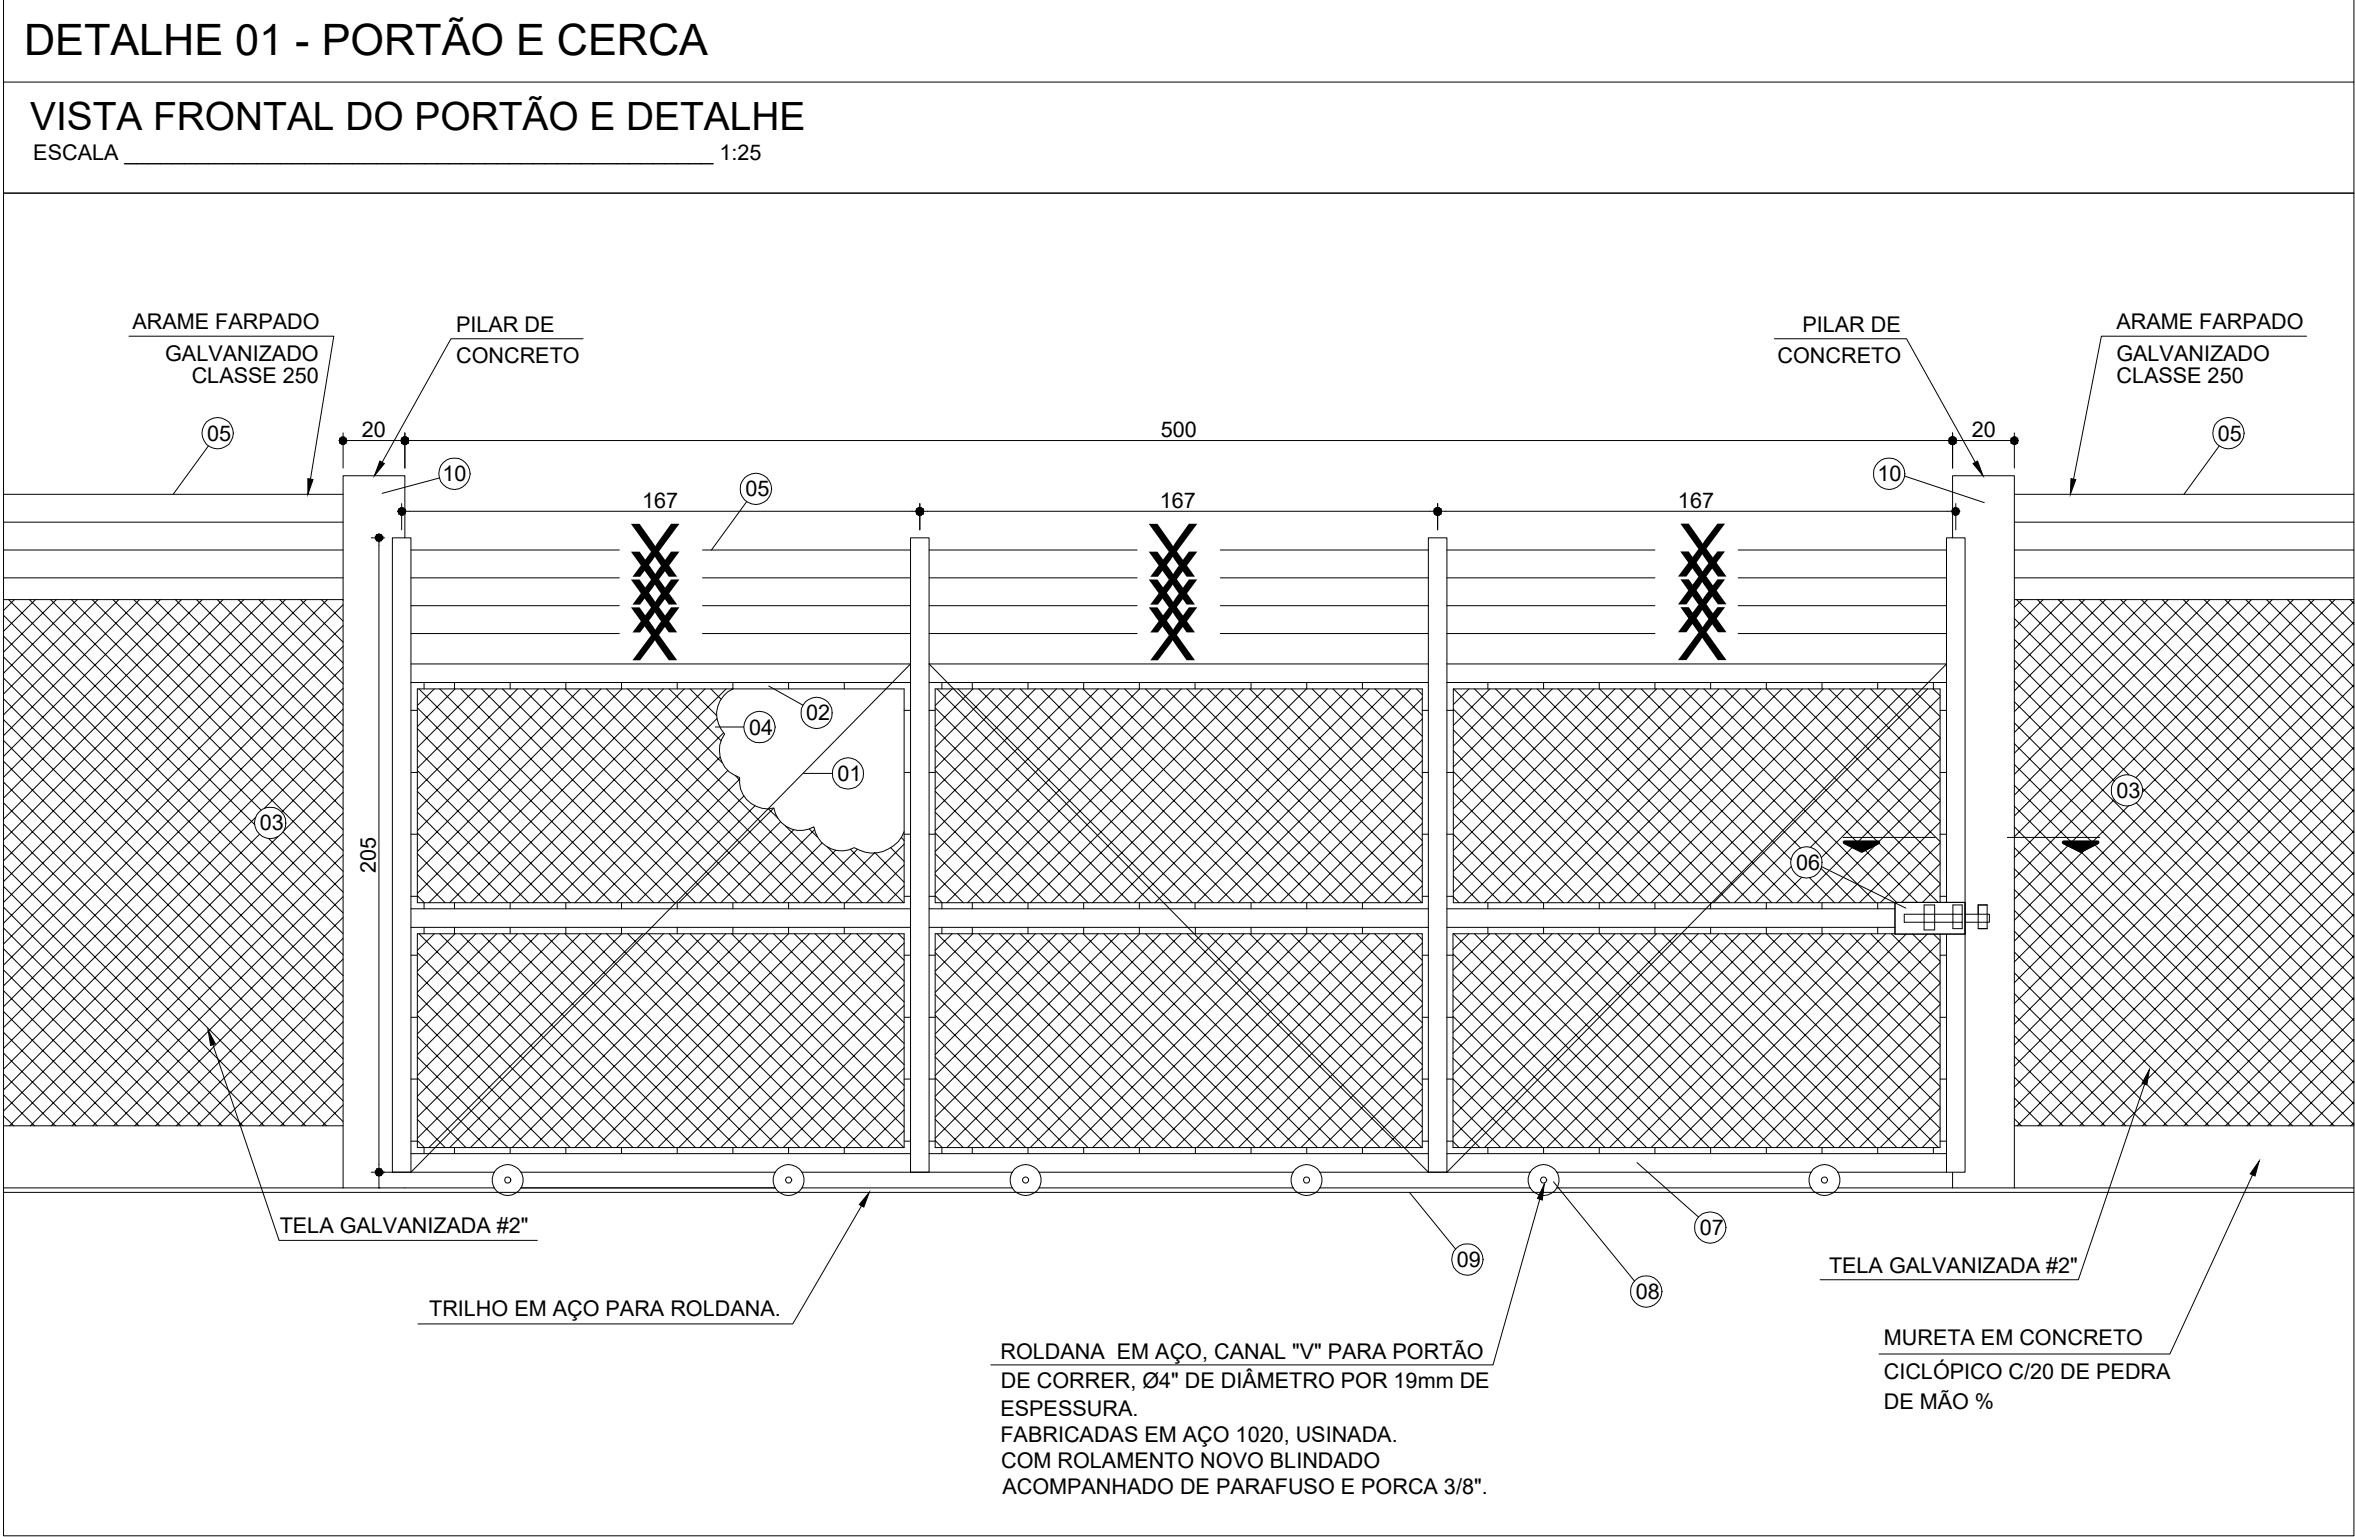 DETALHE 01 - PORTÃO E CERCA
VISTA FRONTAL DO PORTÃO E DETALHE
ESCALA 1:25
ARAME FARPADO
GALVANIZADO
CLASSE 250
PILAR DE
CONCRETO
PILAR DE
CONCRETO
ARAME FARPADO
GALVANIZADO
CLASSE 250
05
20
500
20
05
10
10
167
05
167
167
02
04
01
03
03
205
06
TELA GALVANIZADA #2"
07
09
TELA GALVANIZADA #2"
08
TRILHO EM AÇO PARA ROLDANA.
ROLDANA EM AÇO, CANAL "V" PARA PORTÃO
DE CORRER, Ø4" DE DIÂMETRO POR 19mm DE
ESPESSURA.
FABRICADAS EM AÇO 1020, USINADA.
COM ROLAMENTO NOVO BLINDADO
ACOMPANHADO DE PARAFUSO E PORCA 3/8".
MURETA EM CONCRETO
CICLÓPICO C/20 DE PEDRA
DE MÃO %